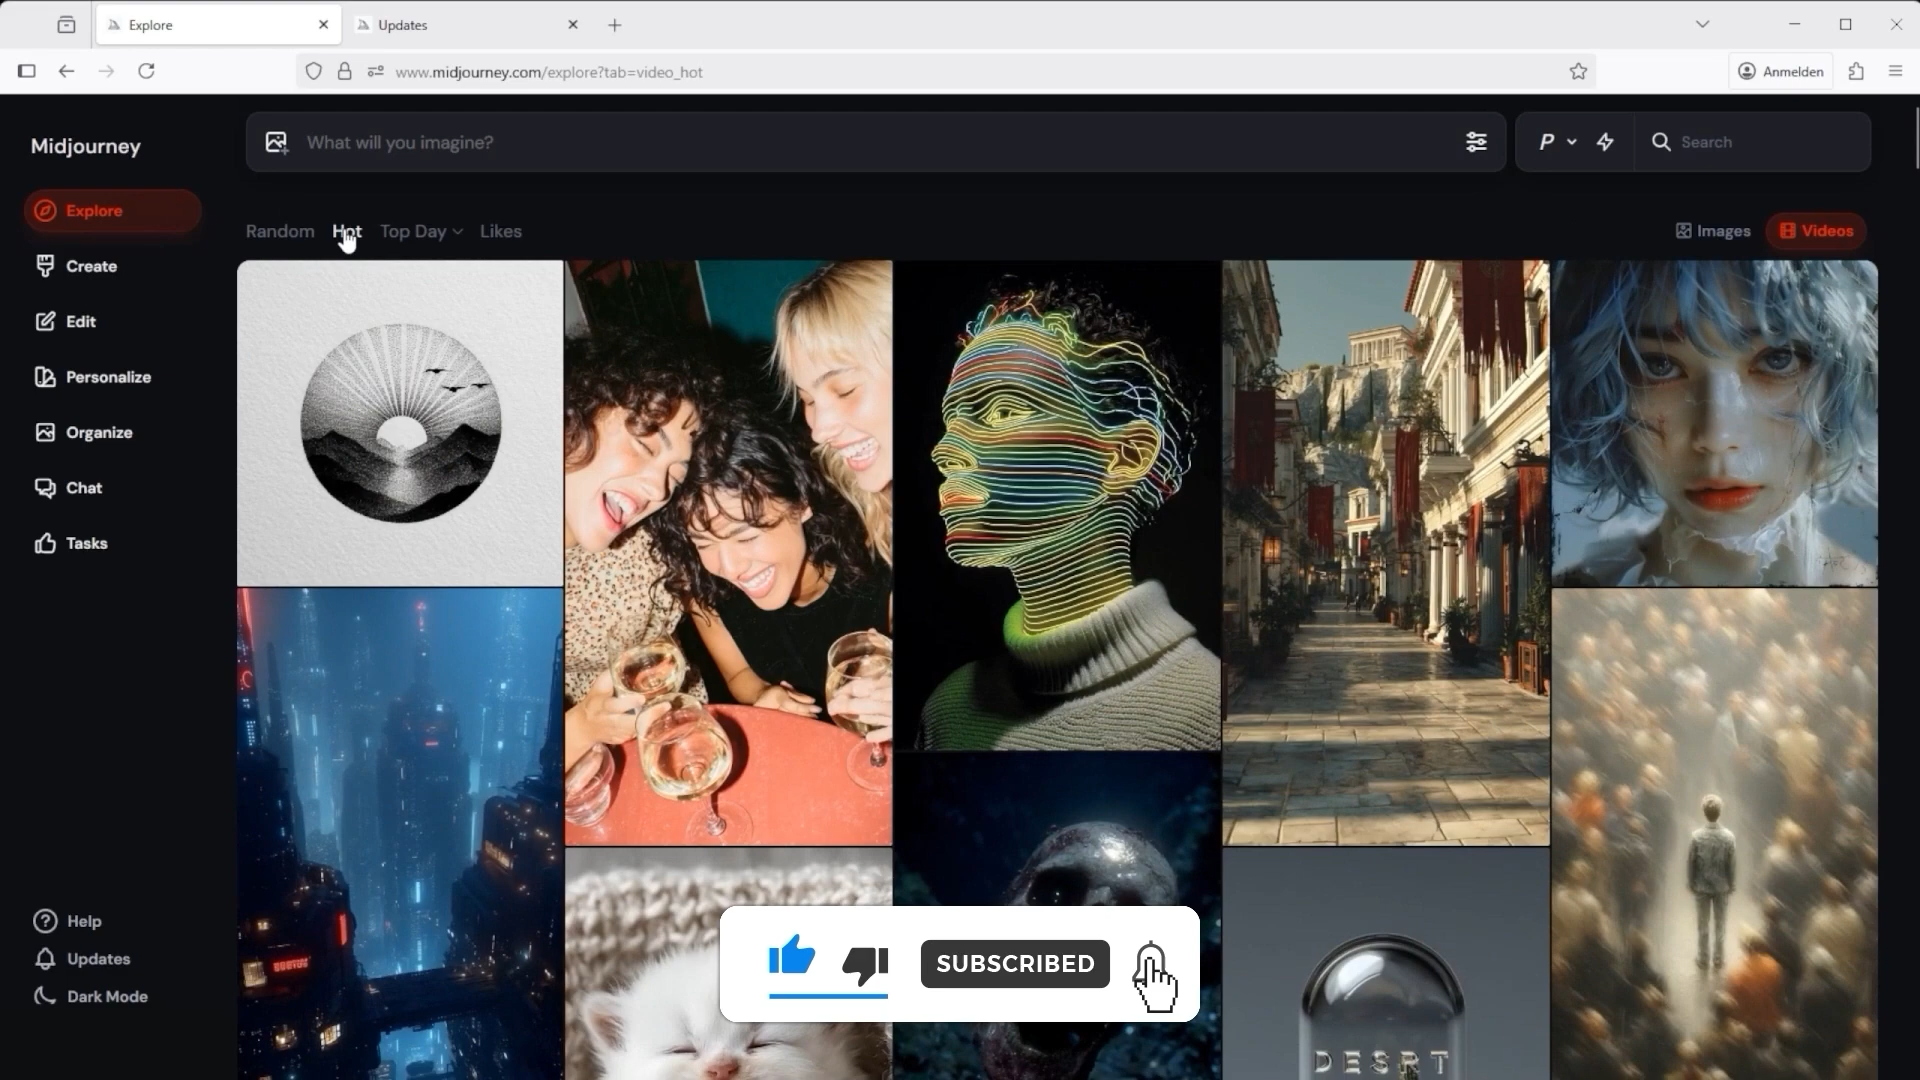 Explore
Updates
www.midjourney.com/explore?tab=video_hot
Anmelden
Midjourney
What will you imagine?
P
Search
Explore
Random
Hot
Top Day
Likes
Images
Videos
Create
Edit
Personalize
Organize
Chat
Tasks
Help
Updates
Dark Mode
SUBSCRIBED
DESRT